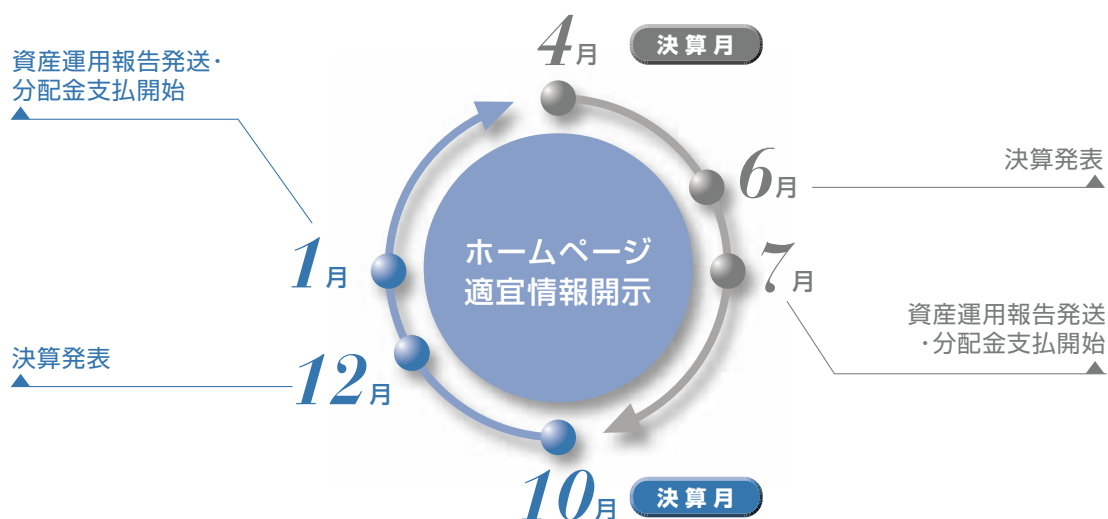 4月 決算月
資産運用報告発送・
分配金支払開始
6月
決算発表
ホームページ
適宜情報開示
1月
7月
資産運用報告発送
・分配金支払開始
決算発表
12月
10月 決算月